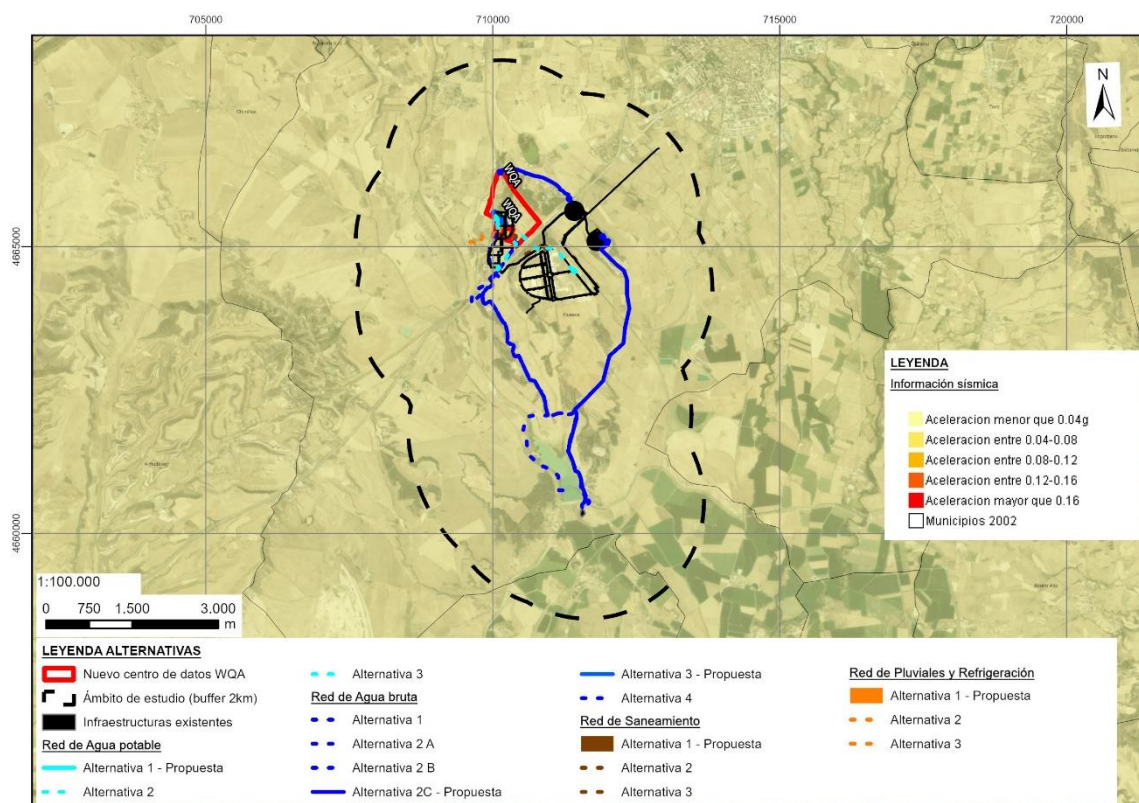 705000 710000 715000 720000
N
WQA
WQA
4665000
4660000
Huesca
LEYENDA
Información sísmica
Aceleracion menor que 0.04g
Aceleracion entre 0.04-0.08
Aceleracion entre 0.08-0.12
Aceleracion entre 0.12-0.16
Aceleracion mayor que 0.16
Municipios 2002
1:100.000
0 750 1.500 3.000
m
LEYENDA ALTERNATIVAS
Nuevo centro de datos WQA
Ámbito de estudio (buffer 2km)
Infraestructuras existentes
Red de Agua potable
Alternativa 1 - Propuesta
Alternativa 2
Alternativa 3
Red de Agua bruta
Alternativa 1
Alternativa 2 A
Alternativa 2 B
Alternativa 2C - Propuesta
Alternativa 3 - Propuesta
Alternativa 4
Red de Saneamiento
Alternativa 1 - Propuesta
Alternativa 2
Alternativa 3
Red de Pluviales y Refrigeración
Alternativa 1 - Propuesta
Alternativa 2
Alternativa 3